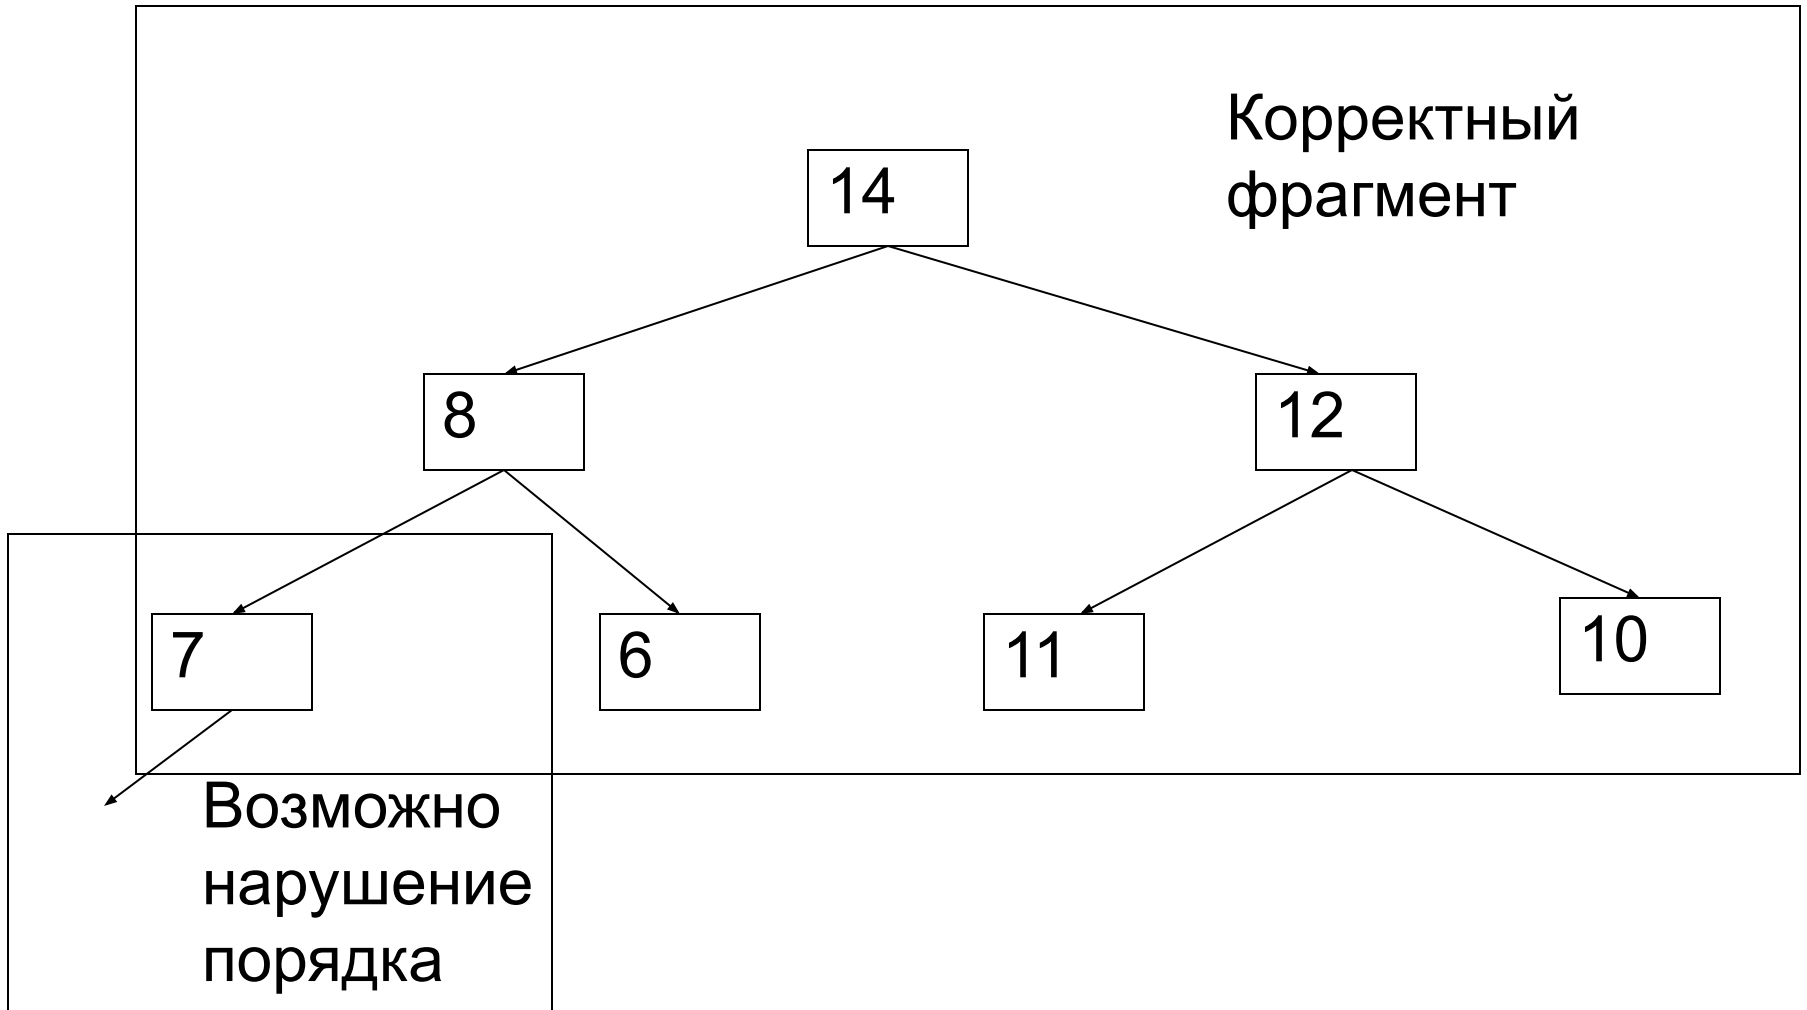 Корректный
фрагмент
14
8
12
7
6
11
10
Возможно
нарушение
порядка